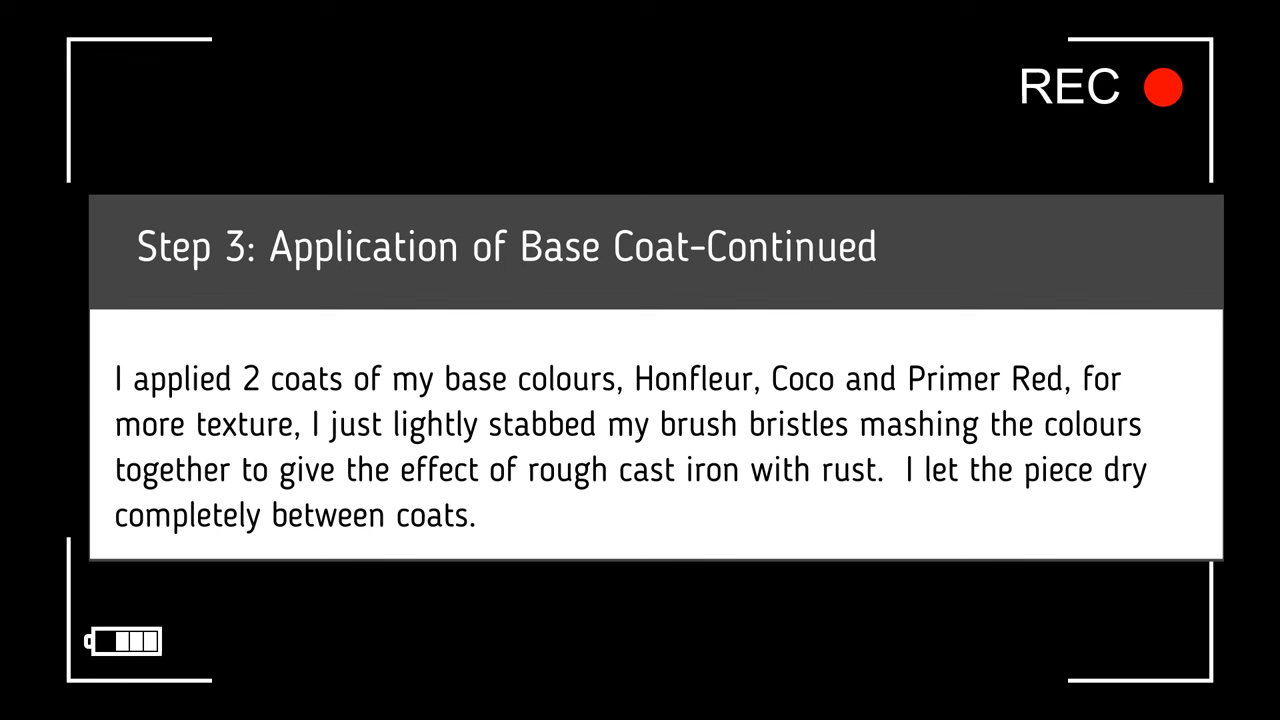 REC
Step 3: Application of Base Coat-Continued
I applied 2 coats of my base colours, Honfleur, Coco and Primer Red, for
more texture, I just lightly stabbed my brush bristles mashing the colours
together to give the effect of rough cast iron with rust.  I let the piece dry
completely between coats.